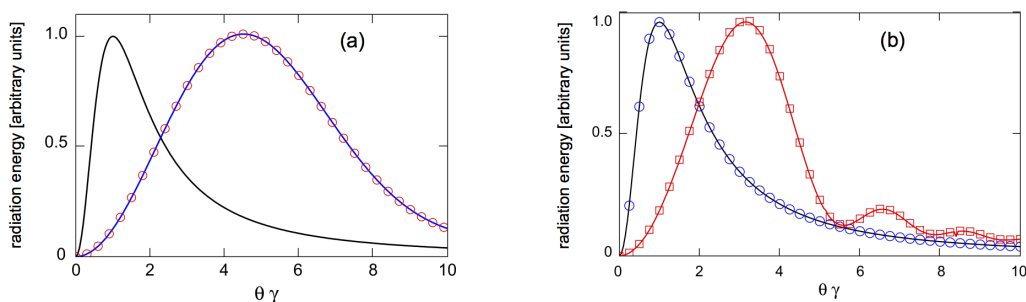 (a)
radiation energy [arbitrary units]
1.0
0.5
0
0 2 4 6 8 10
θ γ
(b)
radiation energy [arbitrary units]
1.0
0.5
0
0 2 4 6 8 10
θ γ